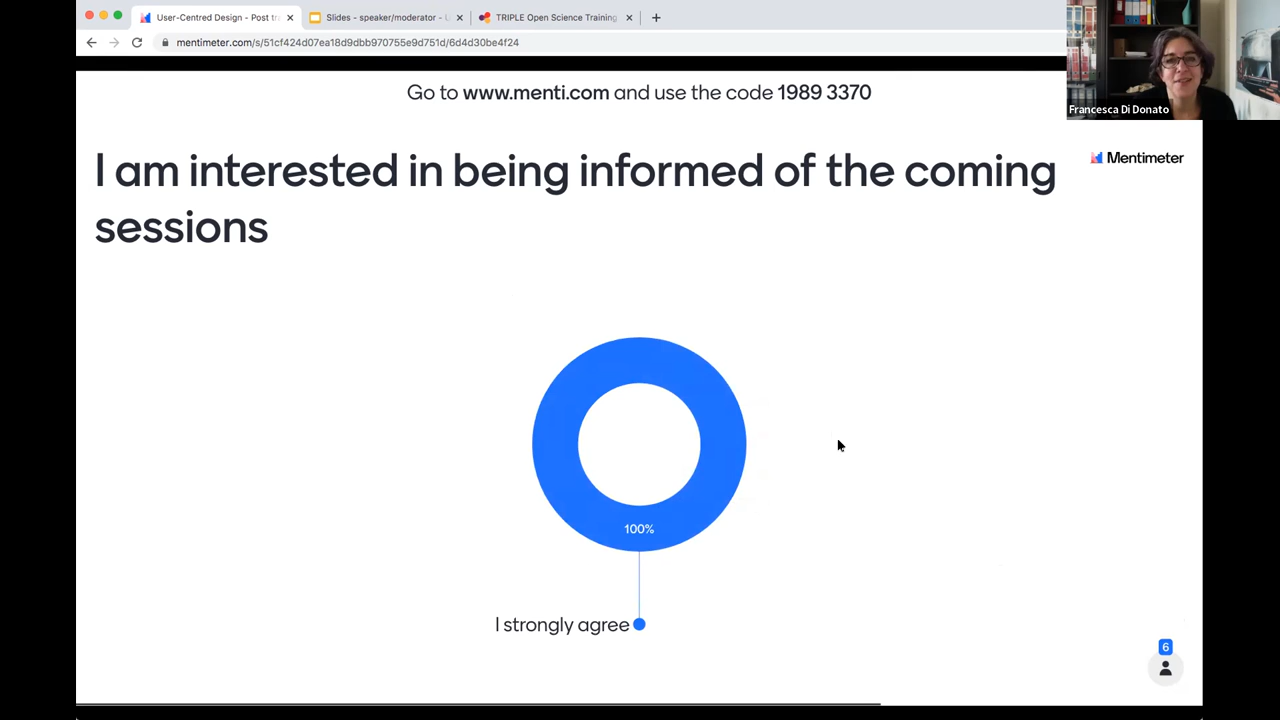 User-Centred Design - Post tr
Slides - speaker/moderator -
TRIPLE Open Science Training
mentimeter.com/s/51cf424d07ea18d9dbb970755e9d751d/6d4d30be4f24
Francesca Di Donato
Go to www.menti.com and use the code 1989 3370
Mentimeter
I am interested in being informed of the coming
sessions
100%
I strongly agree
6